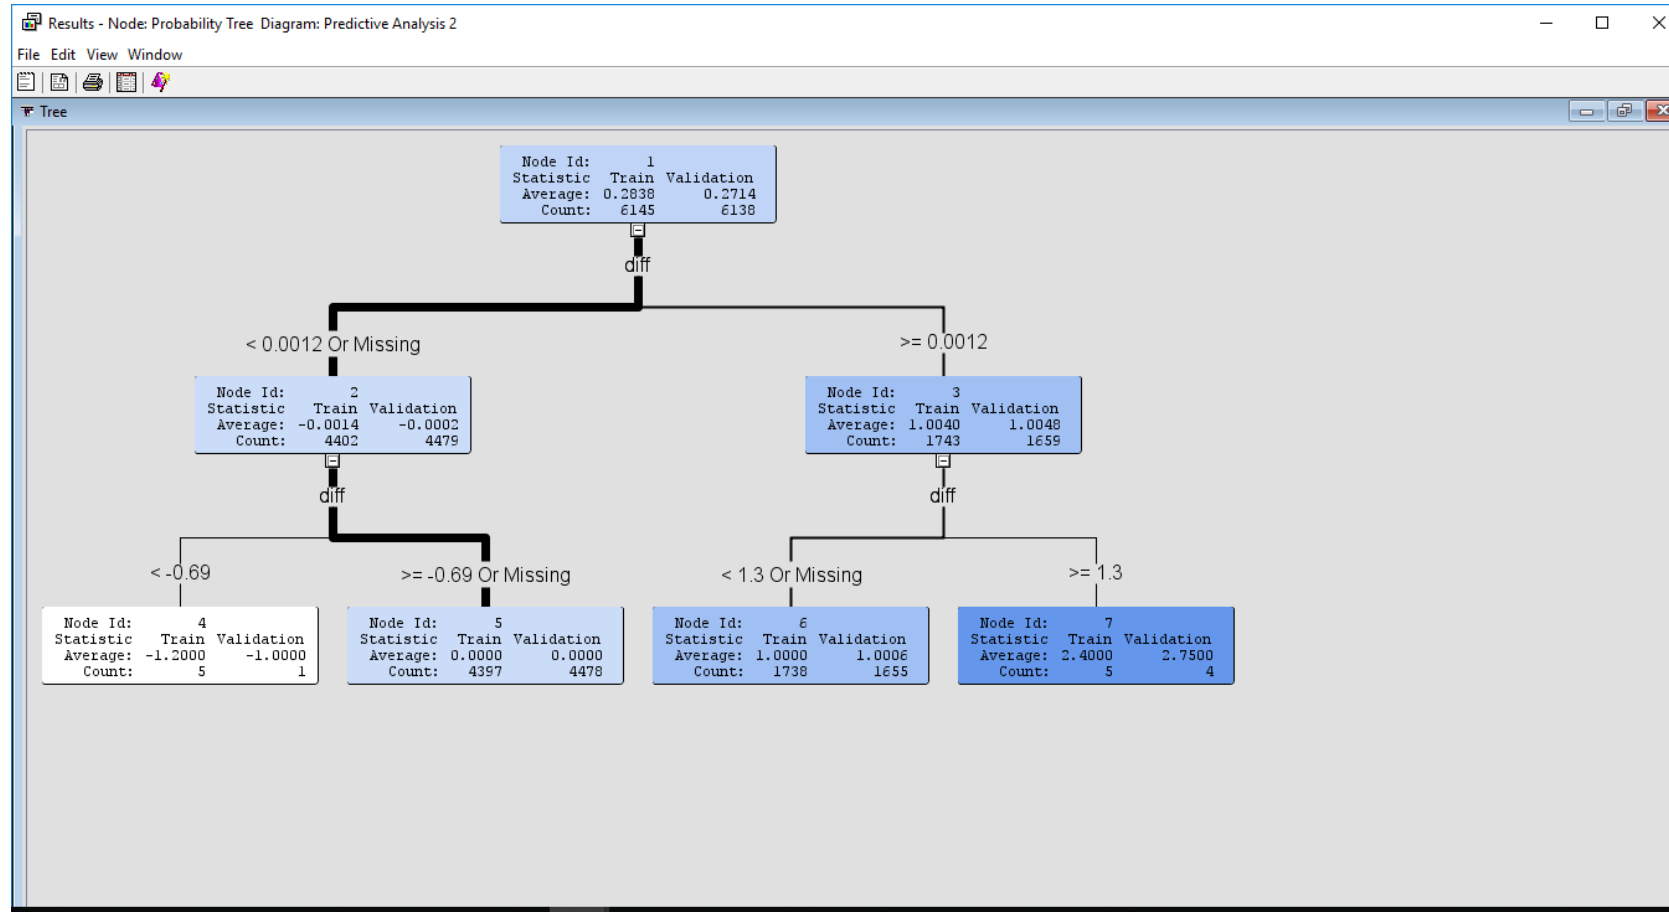 Results - Node: Probability Tree  Diagram: Predictive Analysis 2
File Edit View Window
Tree
Node Id: 1
Statistic Train Validation
Average: 0.2838 0.2714
Count: 6145 6138
diff
< 0.0012 Or Missing
>= 0.0012
Node Id: 2
Statistic Train Validation
Average: -0.0014 -0.0002
Count: 4402 4479
Node Id: 3
Statistic Train Validation
Average: 1.0040 1.0048
Count: 1743 1659
diff
diff
< -0.69
>= -0.69 Or Missing
< 1.3 Or Missing
>= 1.3
Node Id: 4
Statistic Train Validation
Average: -1.2000 -1.0000
Count: 5 1
Node Id: 5
Statistic Train Validation
Average: 0.0000 0.0000
Count: 4397 4478
Node Id: 6
Statistic Train Validation
Average: 1.0000 1.0006
Count: 1738 1655
Node Id: 7
Statistic Train Validation
Average: 2.4000 2.7500
Count: 5 4